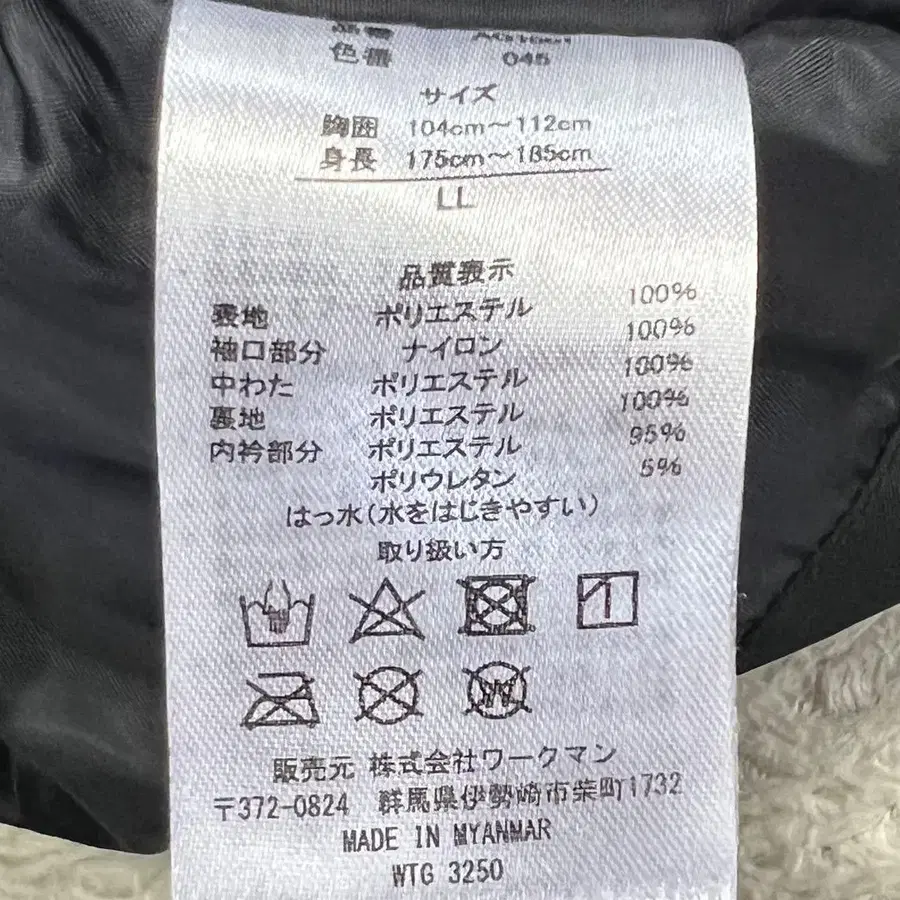 色番 045
サイズ
胸囲 104cm～112cm
身長 175cm～185cm
LL
品質表示
表地 ポリエステル 100%
袖口部分 ナイロン 100%
中わた ポリエステル 100%
裏地 ポリエステル 100%
内衿部分 ポリエステル 95%
ポリウレタン 5%
はっ水(水をはじきやすい)
取り扱い方
W
販売元 株式会社ワークマン
〒372-0824 群馬県伊勢崎市柴町1732
MADE IN MYANMAR
WTG 3250